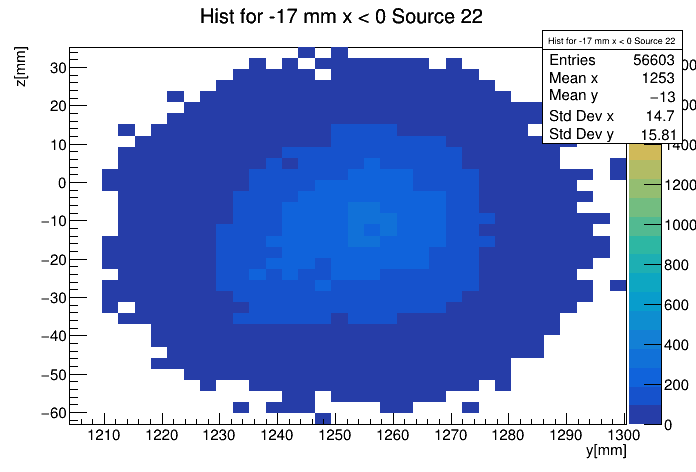 Hist for -17 mm x < 0 Source 22
Hist for -17 mm x < 0 Source 22
Entries 56603
Mean x 1253
Mean y −13
Std Dev x 14.7
Std Dev y 15.81
z[mm]
30
20
10
0
−10
−20
−30
−40
−50
−60
1210 1220 1230 1240 1250 1260 1270 1280 1290 1300
y[mm]
1400
1200
1000
800
600
400
200
0